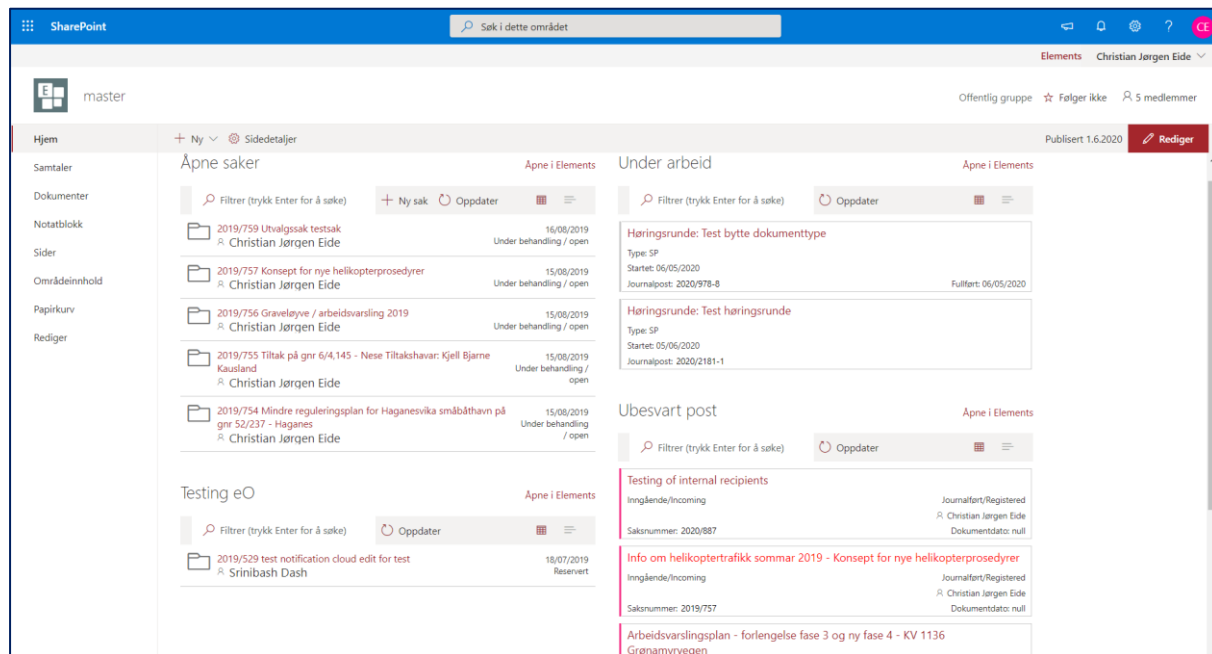 SharePoint
Søk i dette området
CE
Elements Christian Jørgen Eide
E
master
Offentlig gruppe Følger ikke 5 medlemmer
Hjem
Samtaler
Dokumenter
Notatblokk
Sider
Områdeinnhold
Papirkurv
Rediger
Ny Sidedetaljer
Publisert 1.6.2020 Rediger
Åpne saker Åpne i Elements
Filtrer (trykk Enter for å søke) Ny sak Oppdater
2019/759 Utvalgssak testsak 16/08/2019
Christian Jørgen Eide Under behandling / open
2019/757 Konsept for nye helikopterprosedyrer 15/08/2019
Christian Jørgen Eide Under behandling / open
2019/756 Graveløyve / arbeidsvarsling 2019 15/08/2019
Christian Jørgen Eide Under behandling / open
2019/755 Tiltak på gnr 6/4,145 - Nese Tiltakshavar: Kjell Bjarne 15/08/2019
Kausland Under behandling /
Christian Jørgen Eide open
2019/754 Mindre reguleringsplan for Haganesvika småbåthavn på 15/08/2019
gnr 52/237 - Haganes Under behandling
Christian Jørgen Eide / open
Testing eO Åpne i Elements
Filtrer (trykk Enter for å søke) Oppdater
2019/529 test notification cloud edit for test 18/07/2019
Srinibash Dash Reservert
Under arbeid Åpne i Elements
Filtrer (trykk Enter for å søke) Oppdater
Høringsrunde: Test bytte dokumenttype
Type: SP
Startet: 06/05/2020
Journalpost: 2020/978-8 Fullført: 06/05/2020
Høringsrunde: Test høringsrunde
Type: SP
Startet: 05/06/2020
Journalpost: 2020/2181-1
Ubesvart post Åpne i Elements
Filtrer (trykk Enter for å søke) Oppdater
Testing of internal recipients
Inngående/Incoming Journalført/Registered
Christian Jørgen Eide
Saksnummer: 2020/887 Dokumentdato: null
Info om helikoptertrafikk sommar 2019 - Konsept for nye helikopterprosedyrer
Inngående/Incoming Journalført/Registered
Christian Jørgen Eide
Saksnummer: 2019/757 Dokumentdato: null
Arbeidsvarslingsplan - forlengelse fase 3 og ny fase 4 - KV 1136
Grønamyrvegen